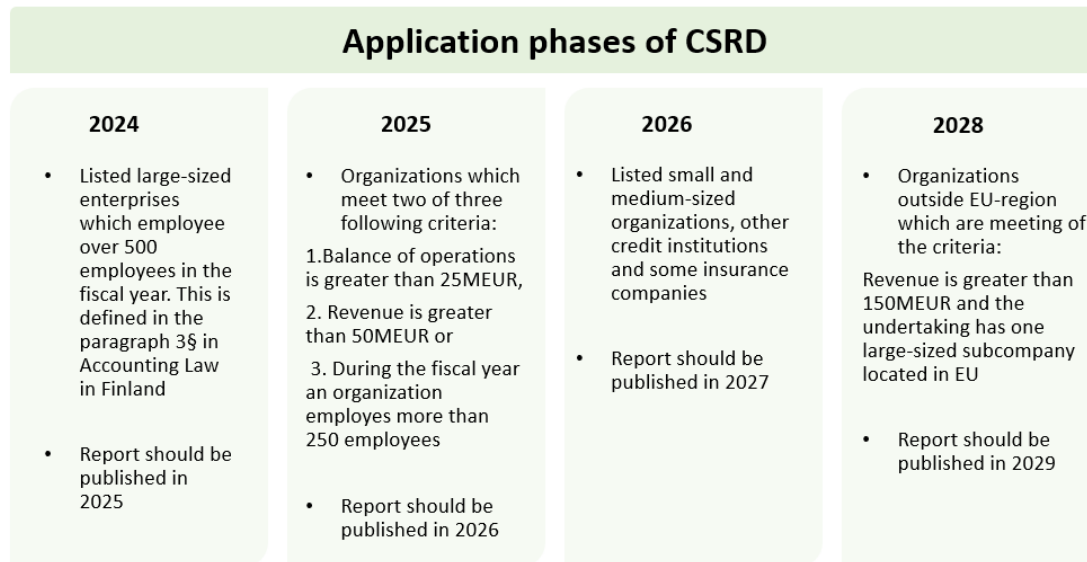 Application phases of CSRD
2024
• Listed large-sized
enterprises
which employee
over 500
employees in the
fiscal year. This is
defined in the
paragraph 3§ in
Accounting Law
in Finland
• Report should be
published in
2025
2025
• Organizations which
meet two of three
following criteria:
1.Balance of operations
is greater than 25MEUR,
2. Revenue is greater
than 50MEUR or
3. During the fiscal year
an organization
employes more than
250 employees
• Report should be
published in 2026
2026
• Listed small and
medium-sized
organizations, other
credit institutions
and some insurance
companies
• Report should be
published in 2027
2028
• Organizations
outside EU-region
which are meeting of
the criteria:
Revenue is greater than
150MEUR and the
undertaking has one
large-sized subcompany
located in EU
• Report should be
published in 2029